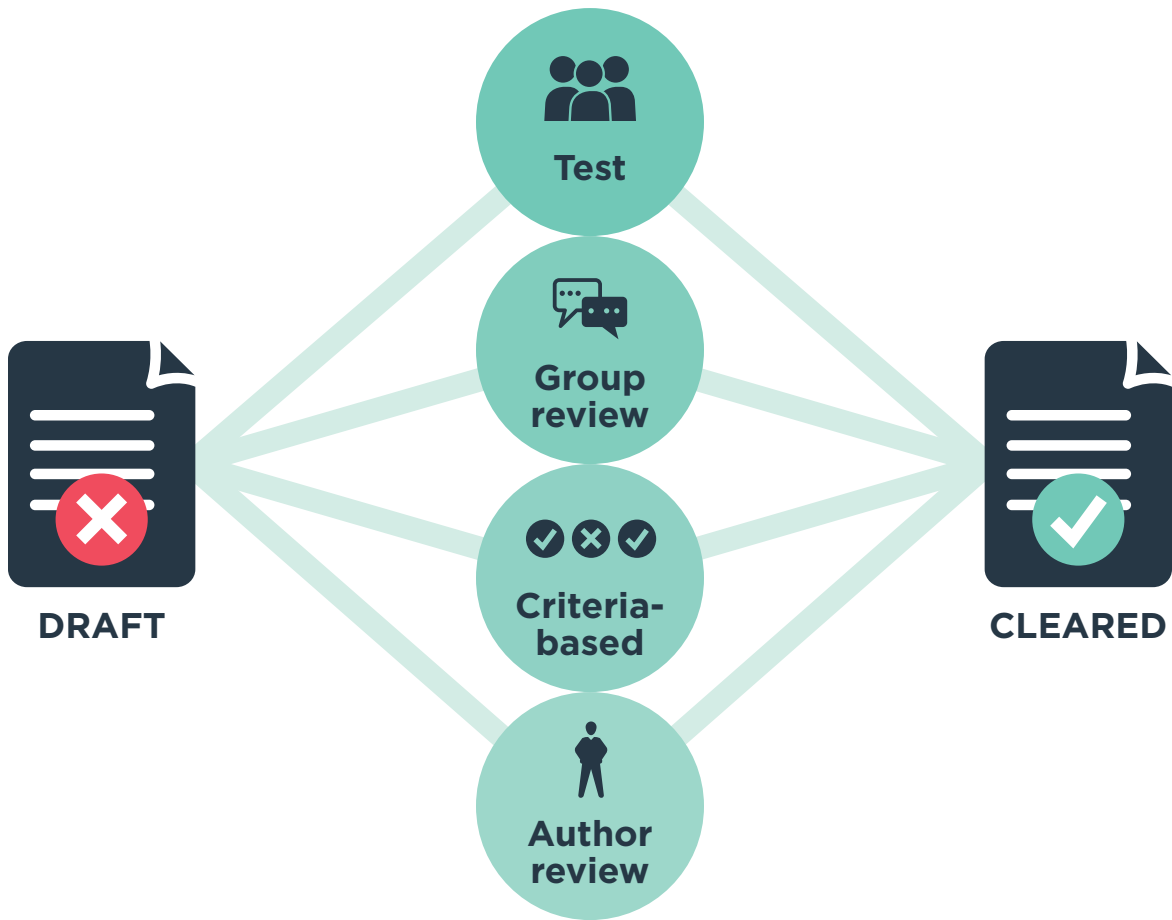 Test
Group
review
Criteria-
based
Author
review
DRAFT
CLEARED